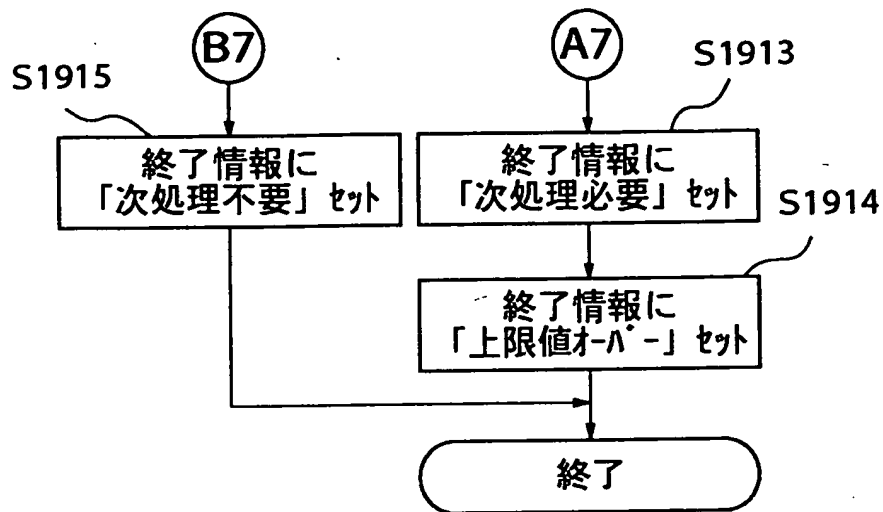 B7
A7
S1915
S1913
終了情報に
「次処理不要」ｾｯﾄ
終了情報に
「次処理必要」ｾｯﾄ
S1914
終了情報に
「上限値ｵｰﾊﾞｰ」ｾｯﾄ
終了